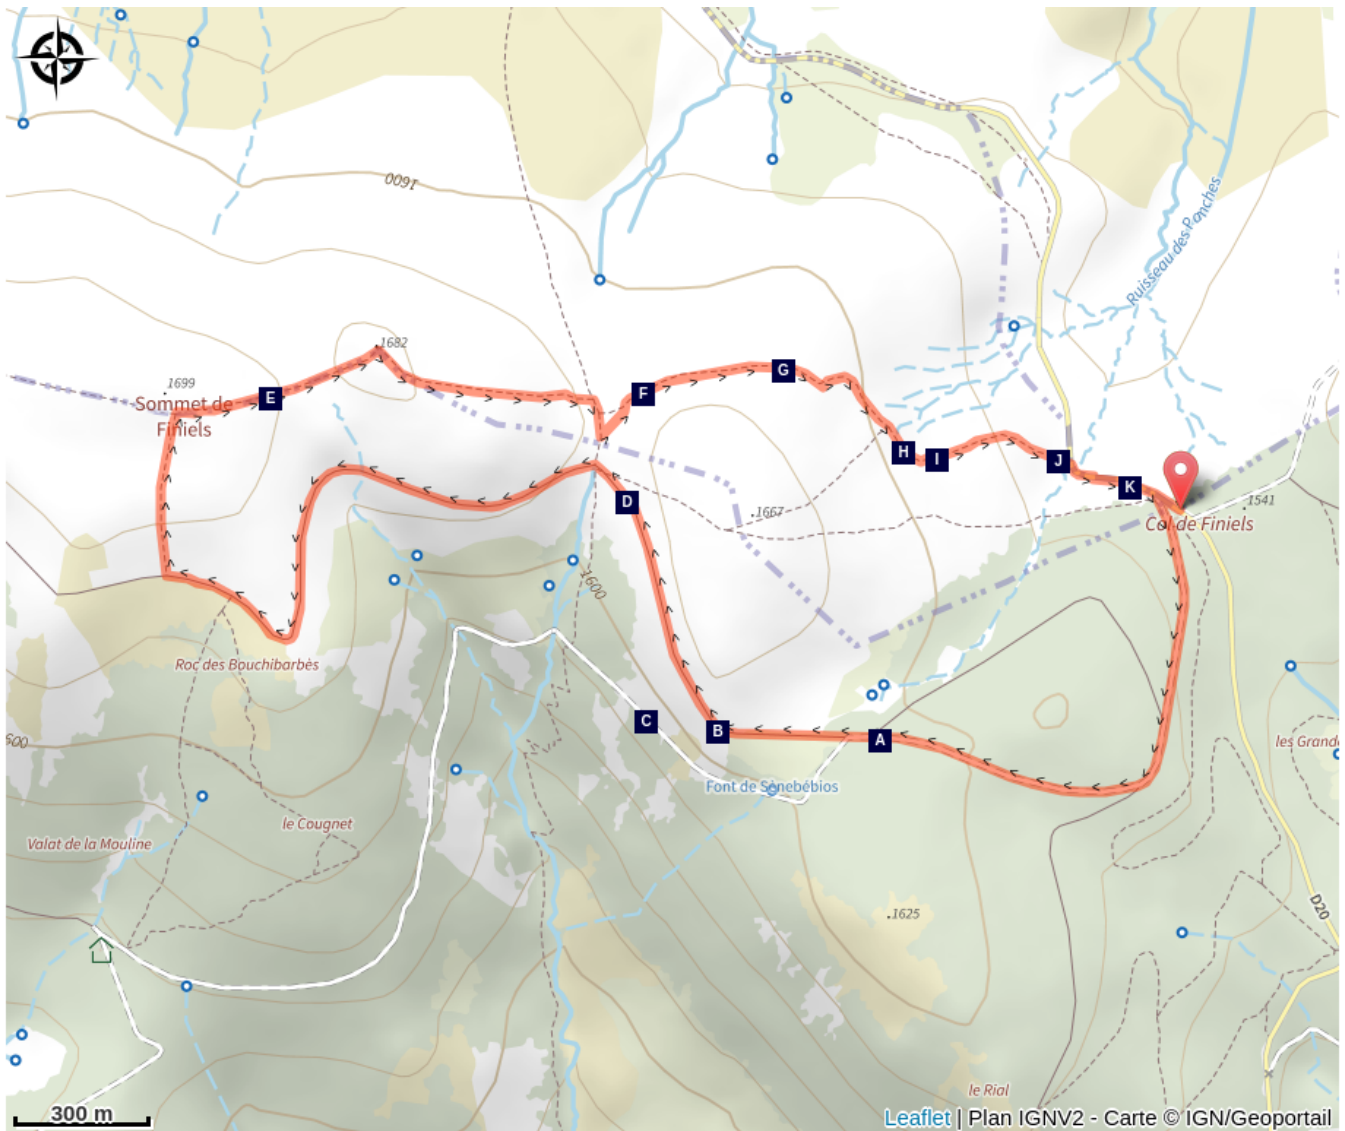 1600
Ruisseau des Ponches
1682
1699
Sommet de
Finiels
E
F
G
H
I
J
K
D
1541
Col de Finiels
1667
1600
Roc des Bouchibarbès
C
B
A
les Grand
600
Font de Sènebébios
le Cougnet
Valat de la Mouline
D20
1625
le Rial
300 m
Leaflet | Plan IGNV2 - Carte © IGN/Geoportail